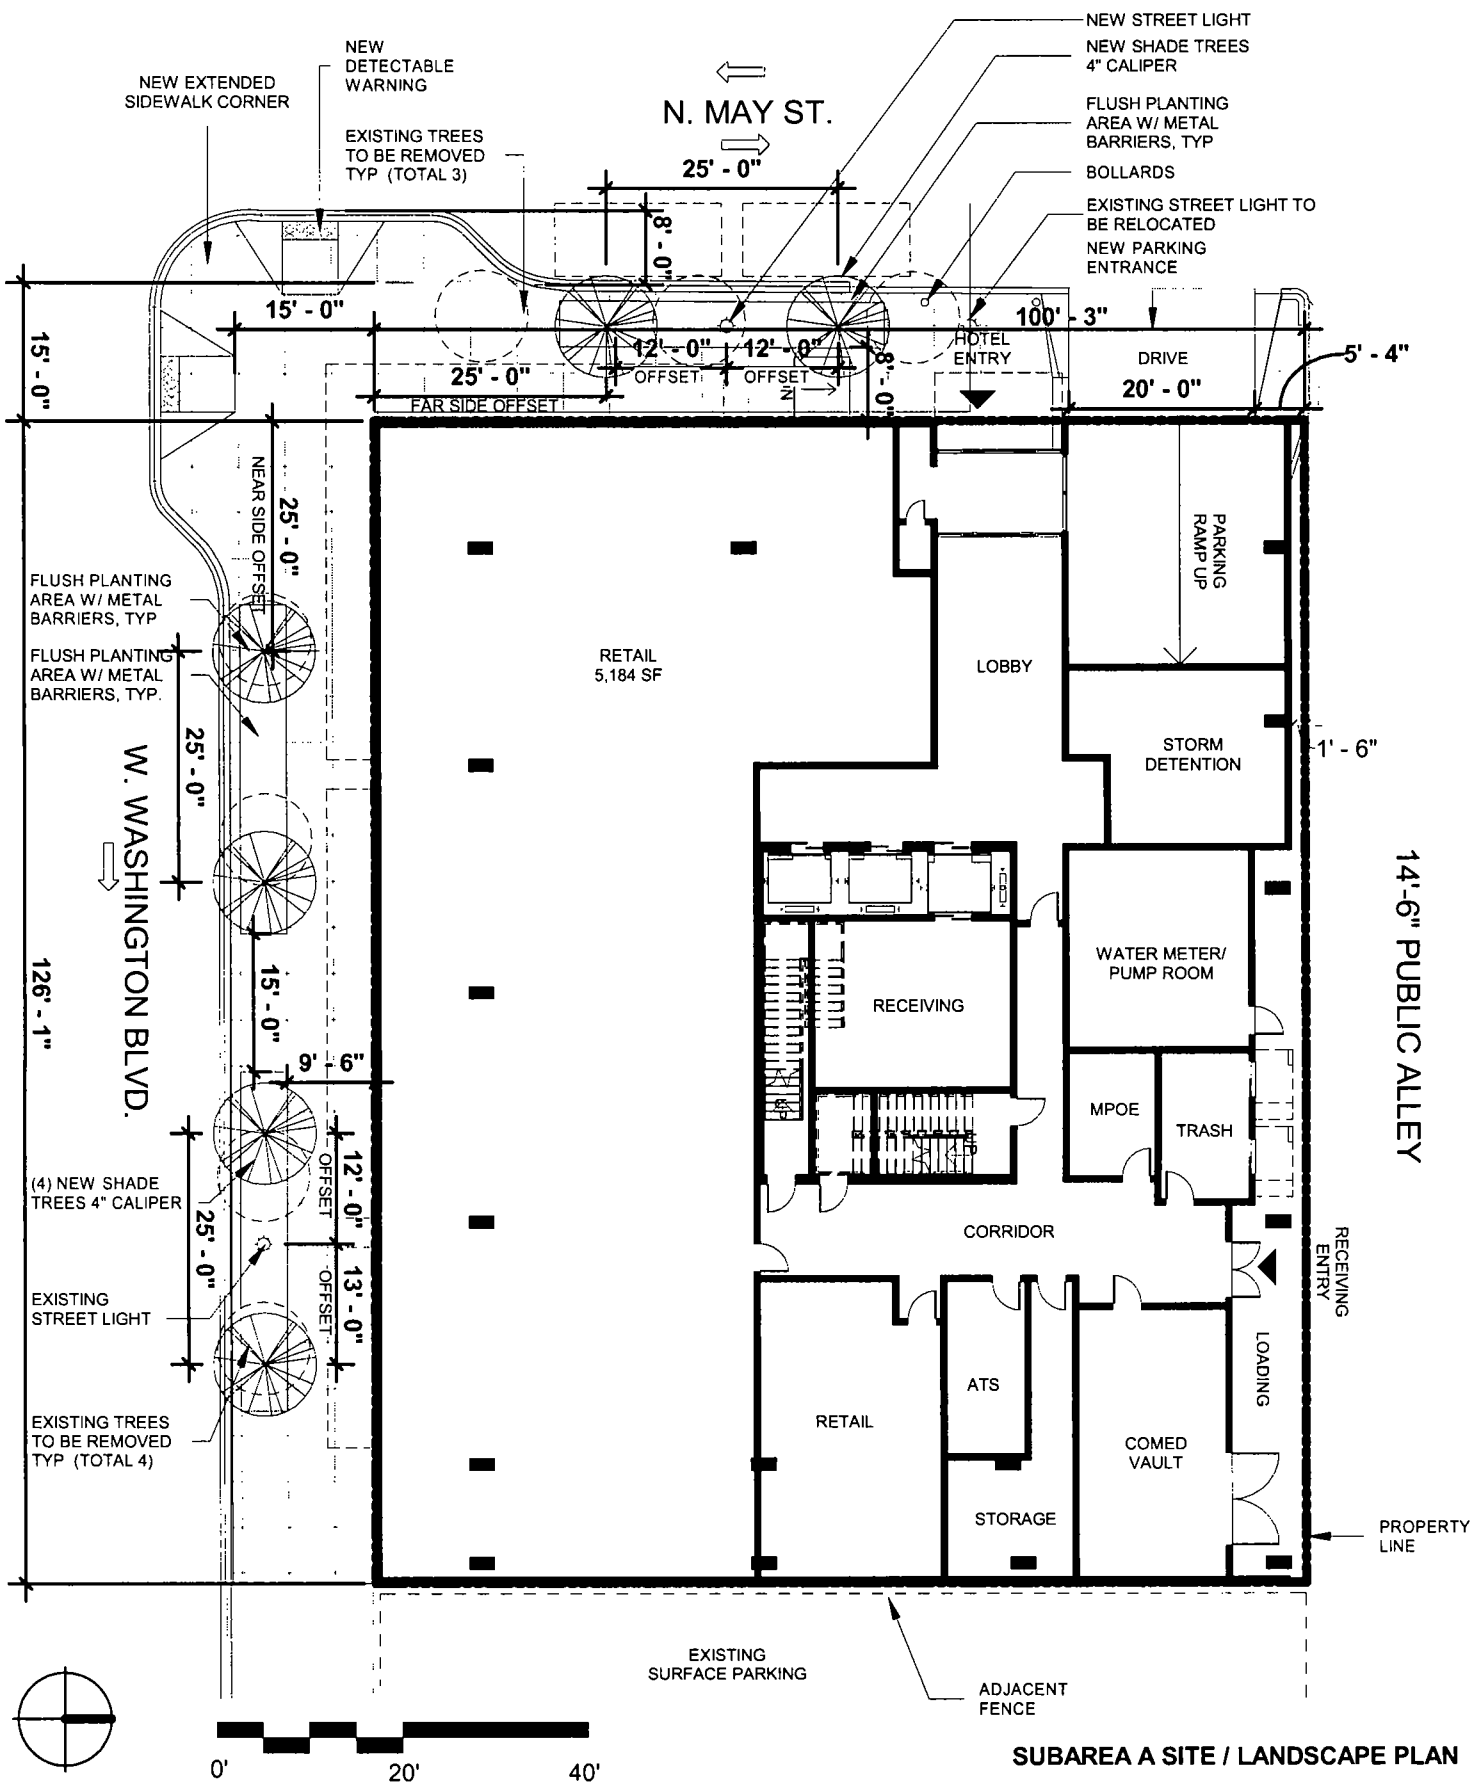 NEW STREET LIGHT
NEW SHADE TREES
4" CALIPER
NEW
DETECTABLE
WARNING
NEW EXTENDED
SIDEWALK CORNER
N. MAY ST.
FLUSH PLANTING
AREA W/ METAL
BARRIERS, TYP
EXISTING TREES
TO BE REMOVED
TYP (TOTAL 3)
25' - 0"
BOLLARDS
EXISTING STREET LIGHT TO
BE RELOCATED
8' - 0"
NEW PARKING
ENTRANCE
15' - 0"
100' - 3"
15' - 0"
12' - 0"
12' - 0"
OFFSET
OFFSET
HOTEL
ENTRY
DRIVE
5' - 4"
25' - 0"
FAR SIDE OFFSET
IN
8' - 0"
20' - 0"
NEAR SIDE OFFSET
25' - 0"
PARKING
RAMP UP
FLUSH PLANTING
AREA W/ METAL
BARRIERS, TYP
FLUSH PLANTING
AREA W/ METAL
BARRIERS, TYP.
RETAIL
5,184 SF
LOBBY
25' - 0"
STORM
DETENTION
1' - 6"
W. WASHINGTON BLVD.
14'-6" PUBLIC ALLEY
126' - 1"
15' - 0"
WATER METER/
PUMP ROOM
RECEIVING
9' - 6"
UP
MPOE
TRASH
UP
(4) NEW SHADE
TREES 4" CALIPER
12' - 0"
OFFSET
25' - 0"
CORRIDOR
RECEIVING
ENTRY
13' - 0"
OFFSET
EXISTING
STREET LIGHT
LOADING
ATS
RETAIL
EXISTING TREES
TO BE REMOVED
TYP (TOTAL 4)
COMED
VAULT
STORAGE
PROPERTY
LINE
EXISTING
SURFACE PARKING
ADJACENT
FENCE
0'
20'
40'
SUBAREA A SITE / LANDSCAPE PLAN